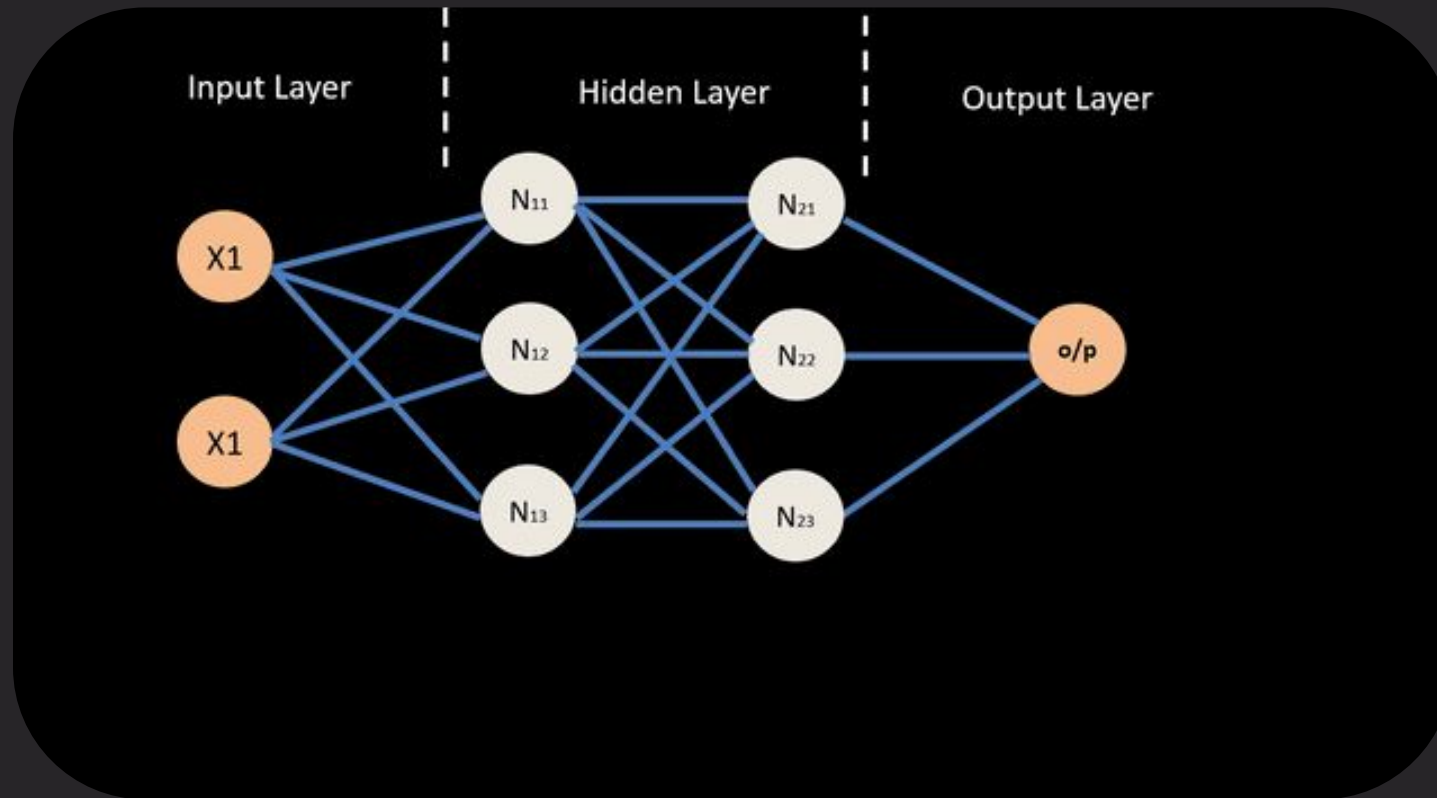 Input Layer
Hidden Layer
Output Layer
X1
X1
N₁₁
N₁₂
N₁₃
N₂₁
N₂₂
N₂₃
o/p